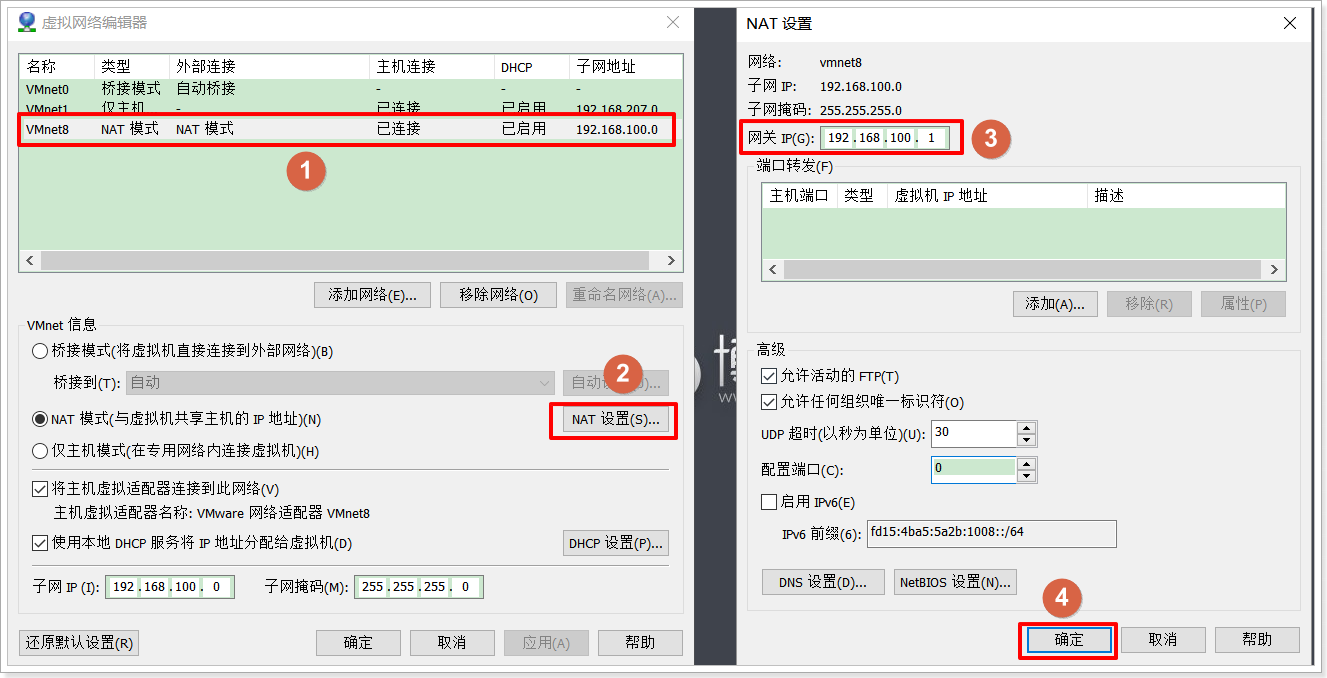 虚拟网络编辑器
名称 类型 外部连接 主机连接 DHCP 子网地址
VMnet0 桥接模式 自动桥接 - - -
VMnet1 仅主机... - 已连接 已启用 192.168.207.0
VMnet8 NAT 模式 NAT 模式 已连接 已启用 192.168.100.0
1
添加网络(E)... 移除网络(O) 重命名网络(A)...
VMnet 信息
桥接模式(将虚拟机直接连接到外部网络)(B)
桥接到(T): 自动
2
NAT 模式(与虚拟机共享主机的 IP 地址)(N) NAT 设置(S)...
仅主机模式(在专用网络内连接虚拟机)(H)
将主机虚拟适配器连接到此网络(V)
主机虚拟适配器名称: VMware 网络适配器 VMnet8
使用本地 DHCP 服务将 IP 地址分配给虚拟机(D) DHCP 设置(P)...
子网 IP (I): 192 . 168 . 100 . 0 子网掩码(M): 255 . 255 . 255 . 0
还原默认设置(R) 确定 取消 应用(A) 帮助
NAT 设置
网络: vmnet8
子网 IP: 192.168.100.0
子网掩码: 255.255.255.0
网关 IP(G): 192 . 168 . 100 . 1
3
端口转发(F)
主机端口 类型 虚拟机 IP 地址 描述
添加(A)... 移除(R) 属性(P)
高级
允许活动的 FTP(T)
允许任何组织唯一标识符(O)
UDP 超时(以秒为单位)(U): 30
配置端口(C): 0
启用 IPv6(E)
IPv6 前缀(6): fd15:4ba5:5a2b:1008::/64
DNS 设置(D)... NetBIOS 设置(N)...
4
确定 取消 帮助